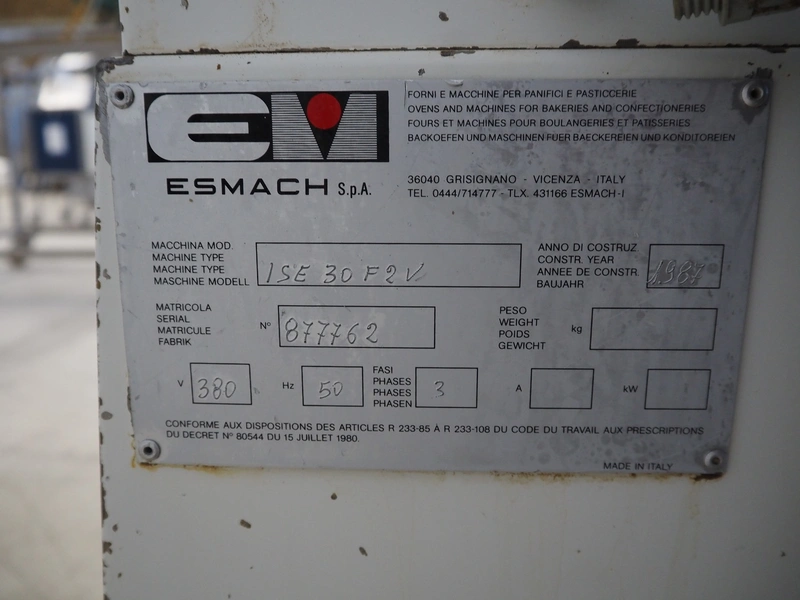 EM
ESMACH S.p.A.
FORNI E MACCHINE PER PANIFICI E PASTICCERIE
OVENS AND MACHINES FOR BAKERIES AND CONFECTIONERIES
FOURS ET MACHINES POUR BOULANGERIES ET PATISSERIES
BACKOEFEN UND MASCHINEN FUER BAECKEREIEN UND KONDITOREIEN
36040 GRISIGNANO - VICENZA - ITALY
TEL. 0444/714777 - TLX. 431166 ESMACH-I
MACCHINA MOD.
MACHINE TYPE
MACHINE TYPE
MASCHINE MODELL
ISE 30 F2V
ANNO DI COSTRUZ
CONSTR. YEAR
ANNEE DE CONSTR.
BAUJAHR
1987
MATRICOLA
SERIAL
MATRICULE
FABRIK
N° 877762
PESO
WEIGHT
POIDS
GEWICHT
kg
V 380
Hz 50
FASI
PHASES
PHASES
PHASEN
3
A
kW
CONFORME AUX DISPOSITIONS DES ARTICLES R 233-85 À R 233-108 DU CODE DU TRAVAIL AUX PRESCRIPTIONS
DU DECRET N° 80544 DU 15 JUILLET 1980.
MADE IN ITALY